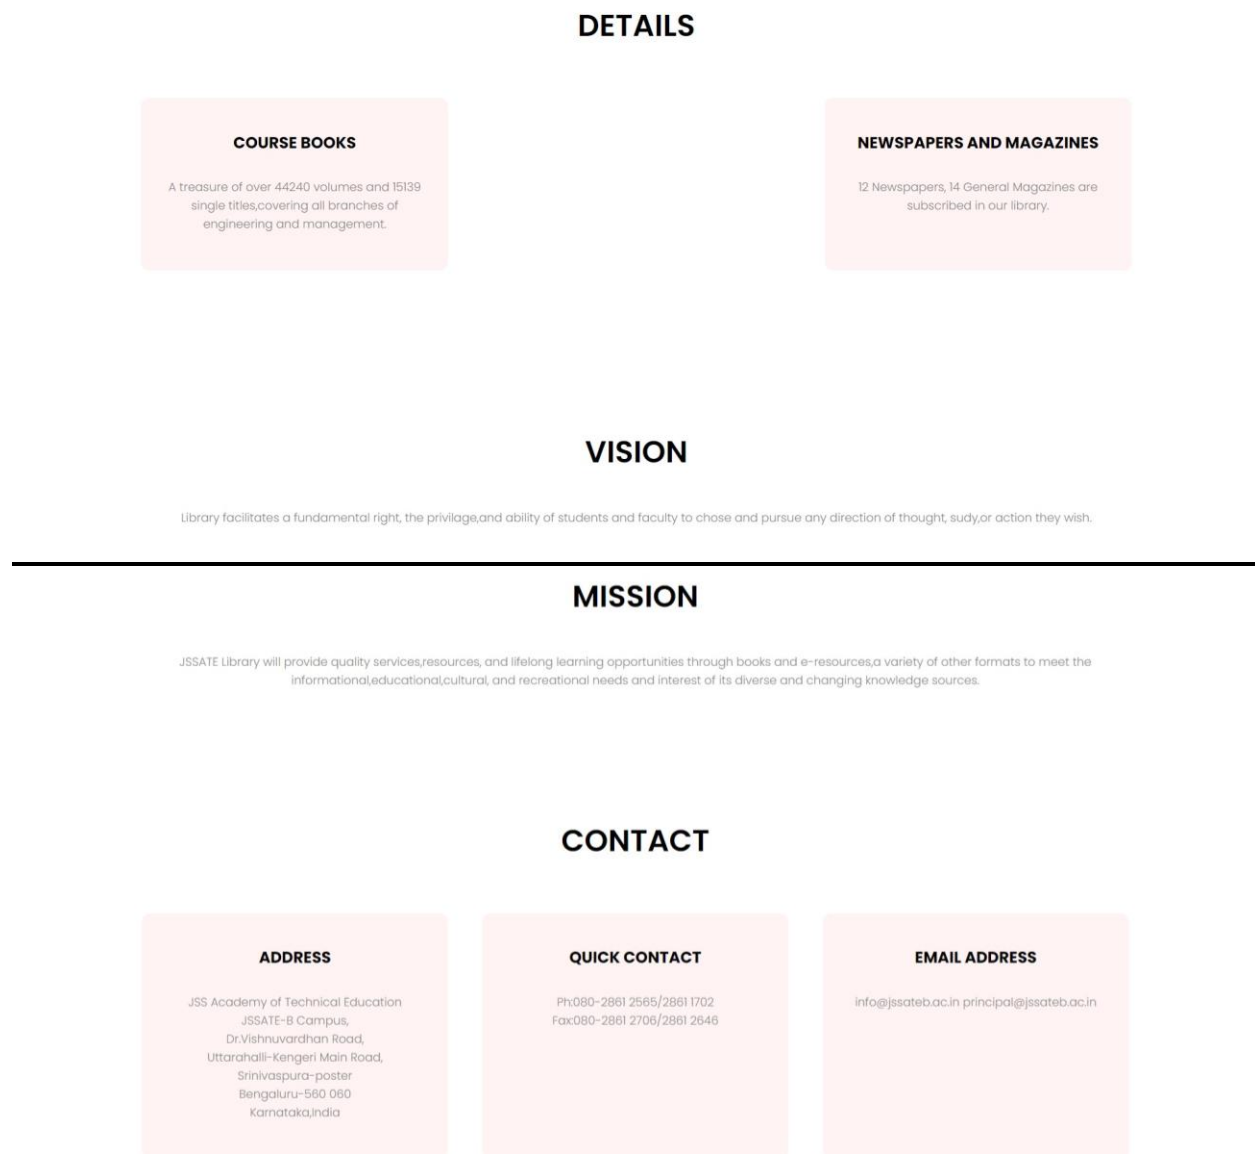 DETAILS
COURSE BOOKS
A treasure of over 44240 volumes and 15139
single titles,covering all branches of
engineering and management.
NEWSPAPERS AND MAGAZINES
12 Newspapers, 14 General Magazines are
subscribed in our library.
VISION
Library facilitates a fundamental right, the privilage,and ability of students and faculty to chose and pursue any direction of thought, sudy,or action they wish.
MISSION
JSSATE Library will provide quality services,resources, and lifelong learning opportunities through books and e-resources,a variety of other formats to meet the
informational,educational,cultural, and recreational needs and interest of its diverse and changing knowledge sources.
CONTACT
ADDRESS
JSS Academy of Technical Education
JSSATE-B Campus,
Dr.Vishnuvardhan Road,
Uttarahalli-Kengeri Main Road,
Srinivaspura-poster
Bengaluru-560 060
Karnataka,India
QUICK CONTACT
Ph:080-2861 2565/2861 1702
Fax:080-2861 2706/2861 2646
EMAIL ADDRESS
info@jssateb.ac.in principal@jssateb.ac.in